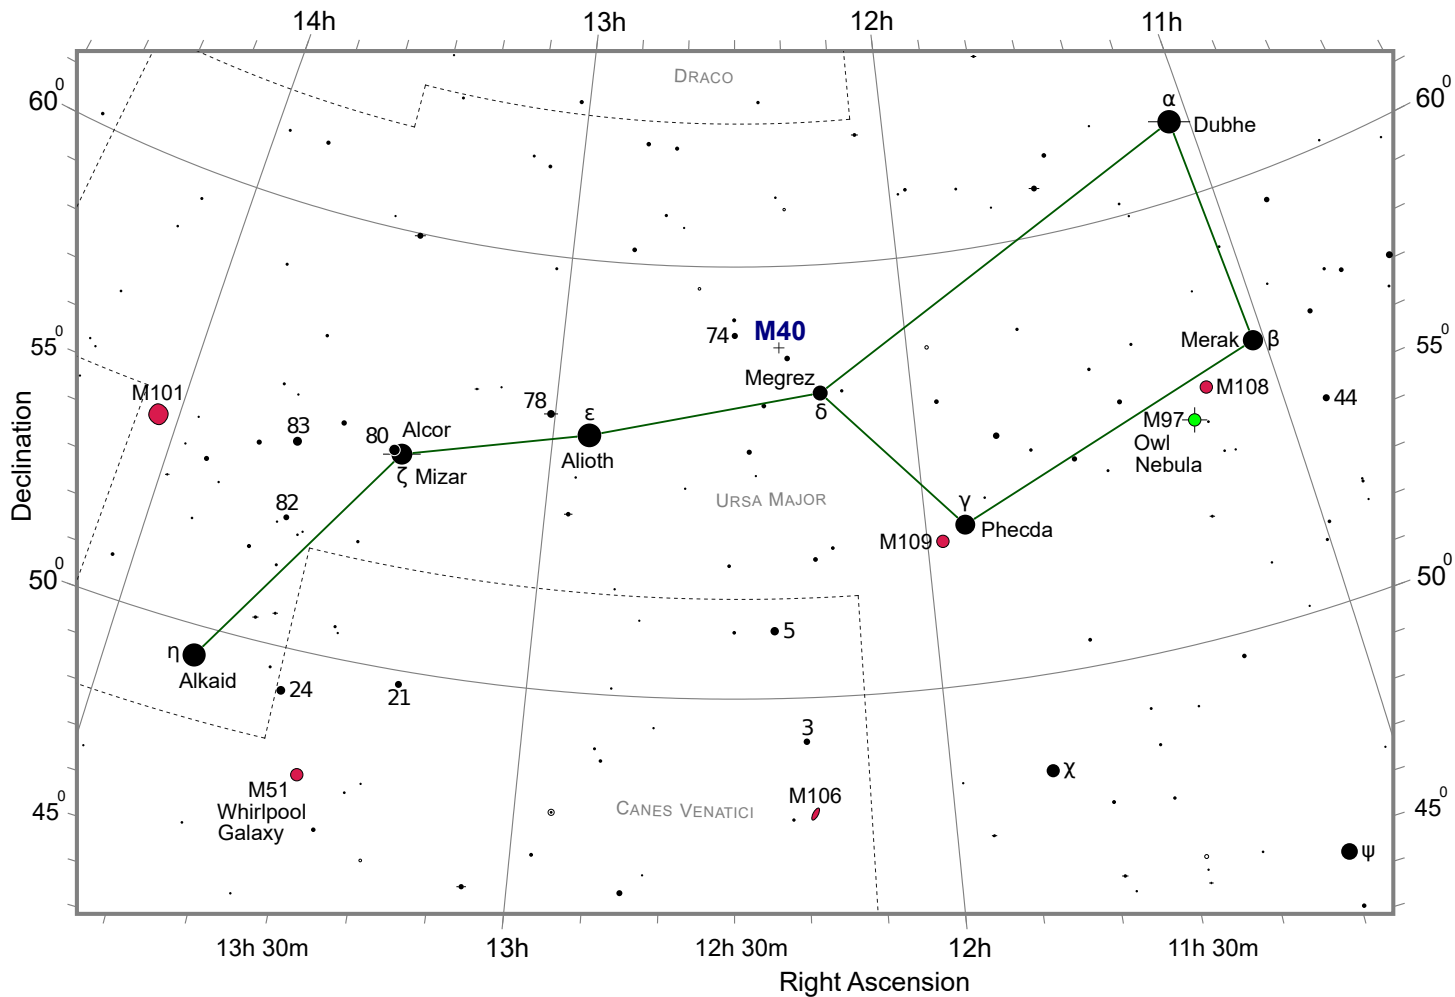 14h
13h
12h
11h
DRACO
60⁰
60⁰
α
Dubhe
M40
74
55⁰
55⁰
Merak
β
Megrez
δ
M101
M108
44
78
ε
M97
83
80
Alcor
Owl
Alioth
Nebula
ζ
Mizar
URSA MAJOR
γ
82
Phecda
M109
Declination
50⁰
50⁰
5
η
Alkaid
24
21
3
χ
M51
M106
45⁰
45⁰
Whirlpool
Galaxy
CANES VENATICI
ψ
13h 30m
13h
12h 30m
12h
11h 30m
Right Ascension